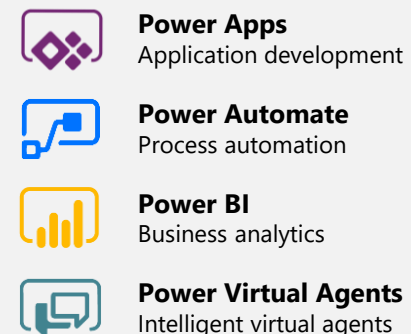 Power Apps
Application development
Power Automate
Process automation
Power BI
Business analytics
Power Virtual Agents
Intelligent virtual agents